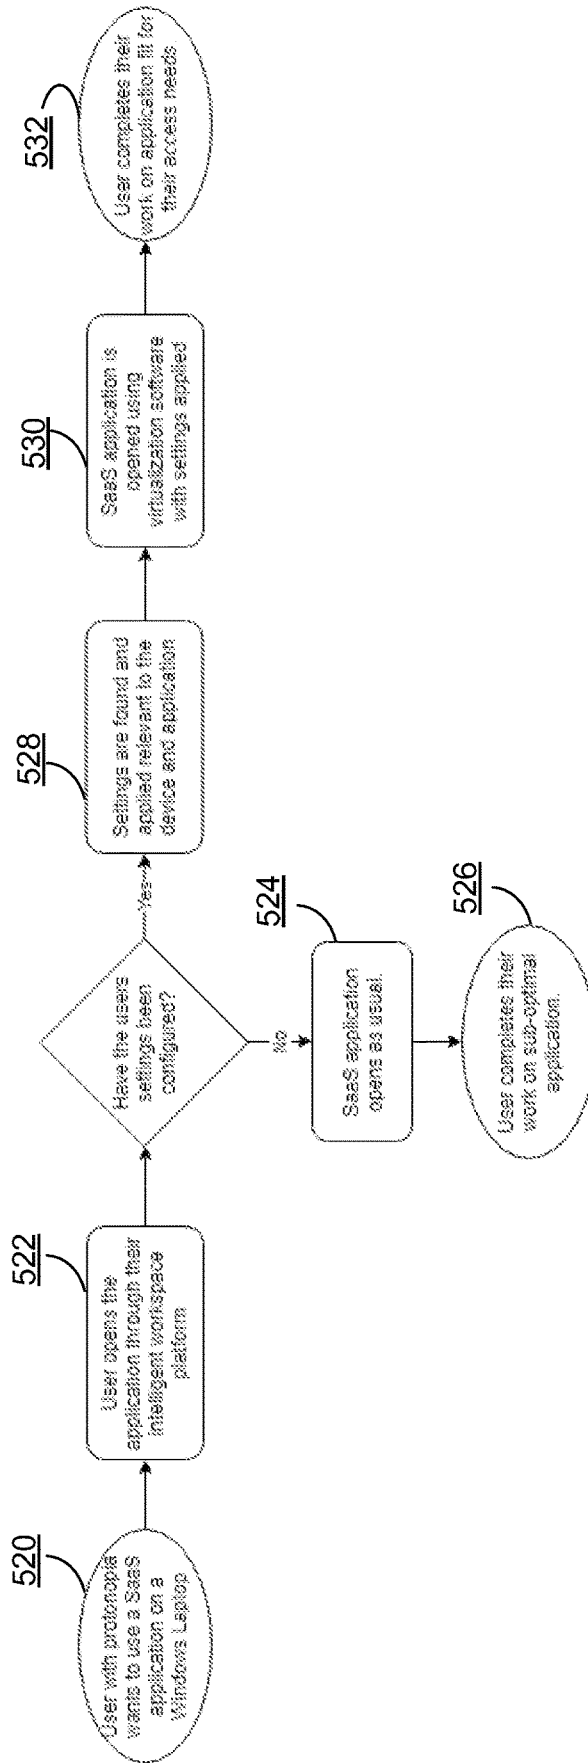 520
User with protonopia
wants to use a SaaS
application on a
Windows Laptop
522
User opens the
application through their
intelligent workspace
platform
Have the users
settings been
configured?
No
524
SaaS application
opens as usual.
526
User completes their
work on sub-optimal
application.
Yes
528
Settings are found and
applied relevant to the
device and application
530
SaaS application is
opened using
virtualization software
with settings applied
532
User completes their
work on application fit for
their access needs